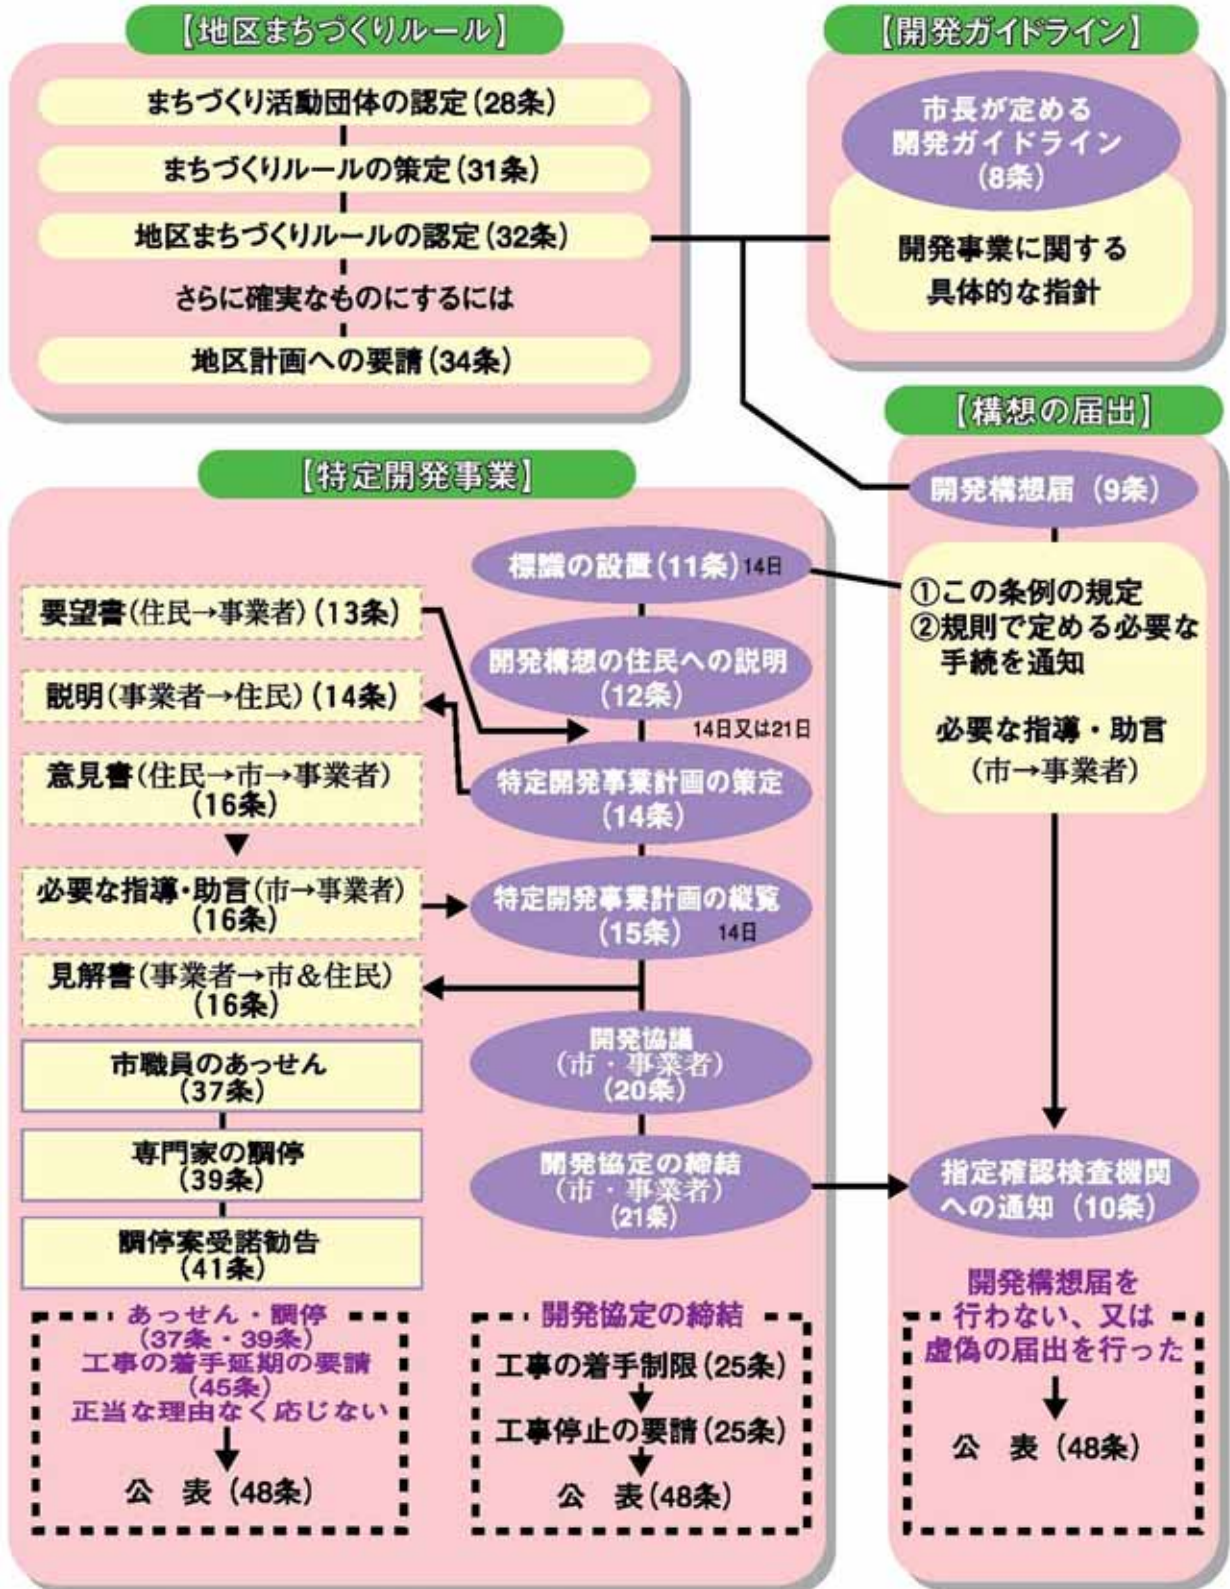 【地区まちづくりルール】
まちづくり活動団体の認定(28条)
まちづくりルールの策定(31条)
地区まちづくりルールの認定(32条)
さらに確実なものにするには
地区計画への要請(34条)
【開発ガイドライン】
市長が定める
開発ガイドライン
(8条)
開発事業に関する
具体的な指針
【構想の届出】
開発構想届 (9条)
①この条例の規定
②規則で定める必要な
手続を通知
必要な指導・助言
(市→事業者)
指定確認検査機関
への通知 (10条)
開発構想届を
行わない、又は
虚偽の届出を行った
公 表 (48条)
【特定開発事業】
標識の設置(11条) 14日
開発構想の住民への説明
(12条)
14日又は21日
特定開発事業計画の策定
(14条)
特定開発事業計画の縦覧
(15条) 14日
開発協議
(市・事業者)
(20条)
開発協定の締結
(市・事業者)
(21条)
要望書(住民→事業者)(13条)
説明(事業者→住民)(14条)
意見書(住民→市→事業者)
(16条)
必要な指導・助言(市→事業者)
(16条)
見解書(事業者→市&住民)
(16条)
市職員のあっせん
(37条)
専門家の調停
(39条)
調停案受諾勧告
(41条)
あっせん・調停
(37条・39条)
工事の着手延期の要請
(45条)
正当な理由なく応じない
公 表 (48条)
開発協定の締結
工事の着手制限(25条)
工事停止の要請(25条)
公 表(48条)